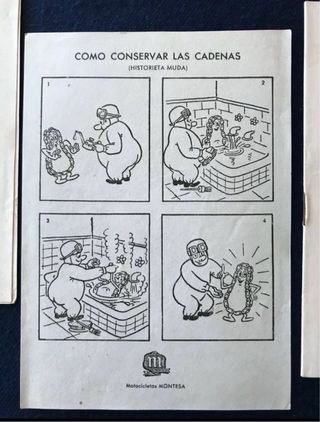 COMO CONSERVAR LAS CADENAS
(HISTORIETA MUDA)
1
2
3
4
Motocicletas MONTESA